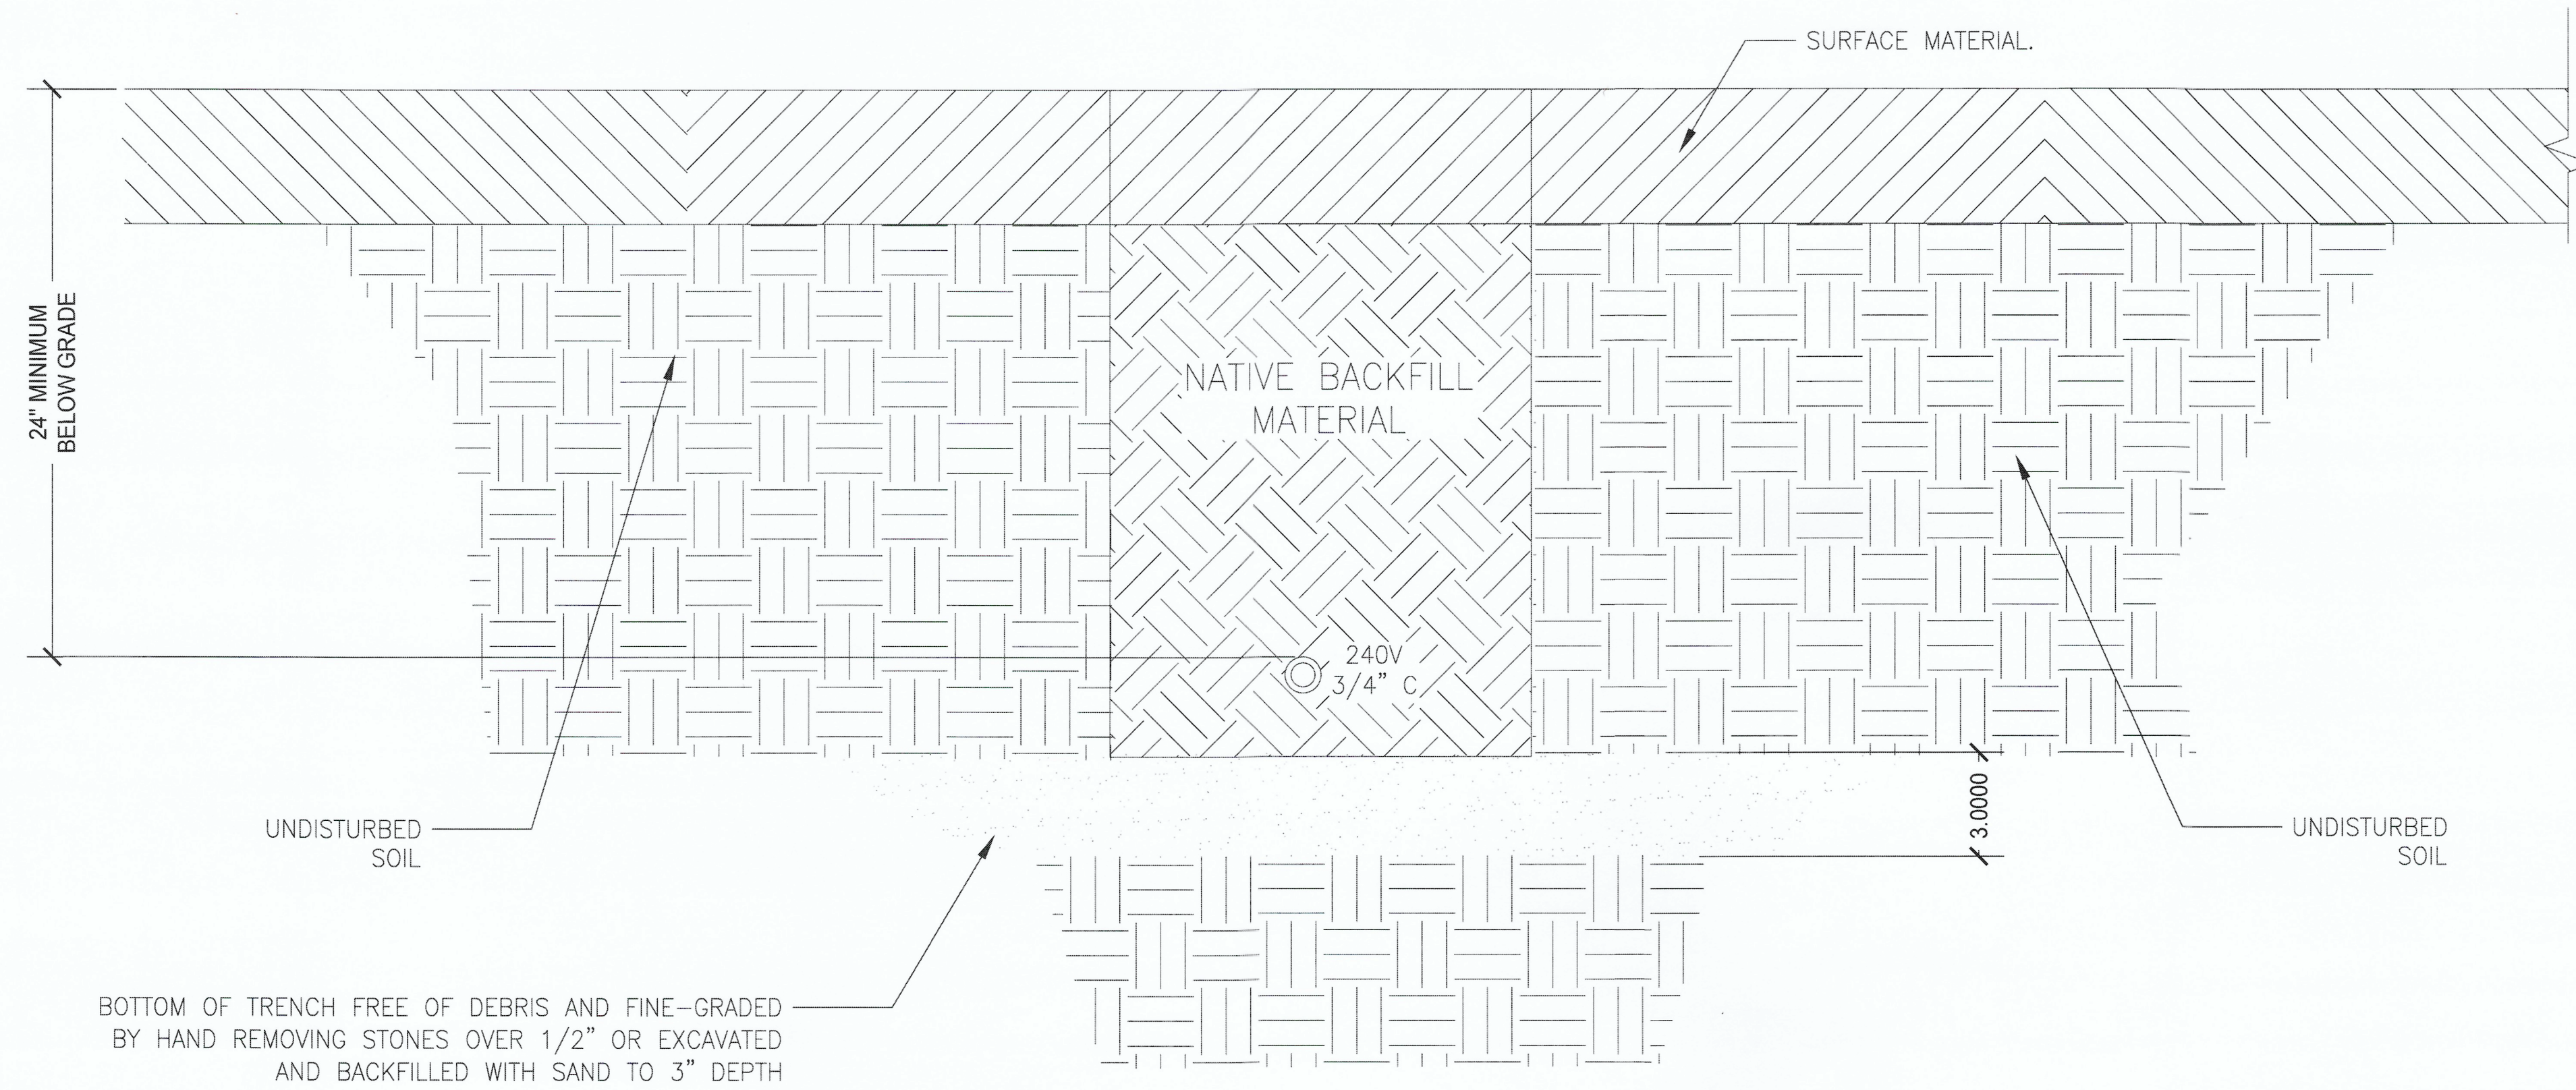 SURFACE MATERIAL.
24" MINIMUM
BELOW GRADE
NATIVE BACKFILL
MATERIAL
240V
3/4" C
3.0000
UNDISTURBED
SOIL
UNDISTURBED
SOIL
BOTTOM OF TRENCH FREE OF DEBRIS AND FINE-GRADED
BY HAND REMOVING STONES OVER 1/2" OR EXCAVATED
AND BACKFILLED WITH SAND TO 3" DEPTH